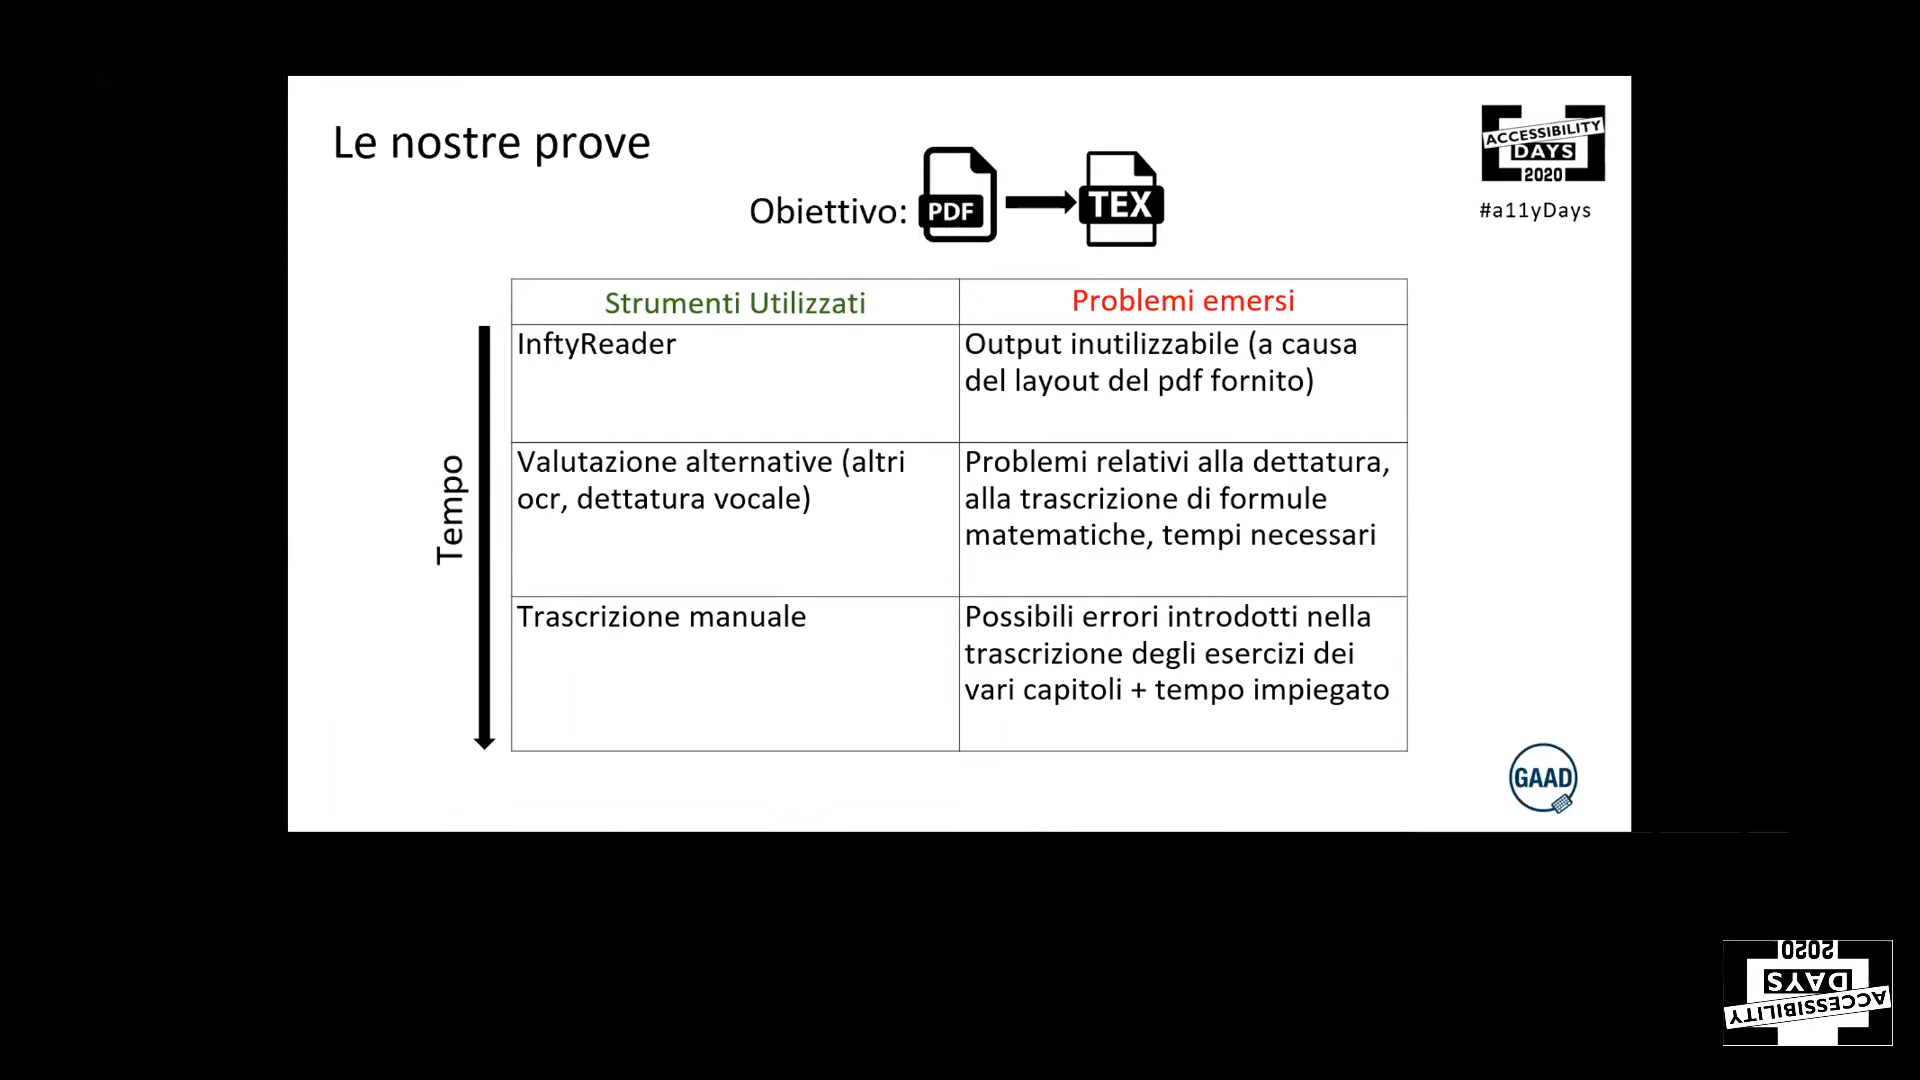 Le nostre prove
ACCESSIBILITY
DAYS
2020
#a11yDays
Obiettivo:
PDF
TEX
Strumenti Utilizzati
Problemi emersi
InftyReader
Output inutilizzabile (a causa
del layout del pdf fornito)
Tempo
Valutazione alternative (altri
ocr, dettatura vocale)
Problemi relativi alla dettatura,
alla trascrizione di formule
matematiche, tempi necessari
Trascrizione manuale
Possibili errori introdotti nella
trascrizione degli esercizi dei
vari capitoli + tempo impiegato
GAAD
2020
DAYS
ACCESSIBILITY